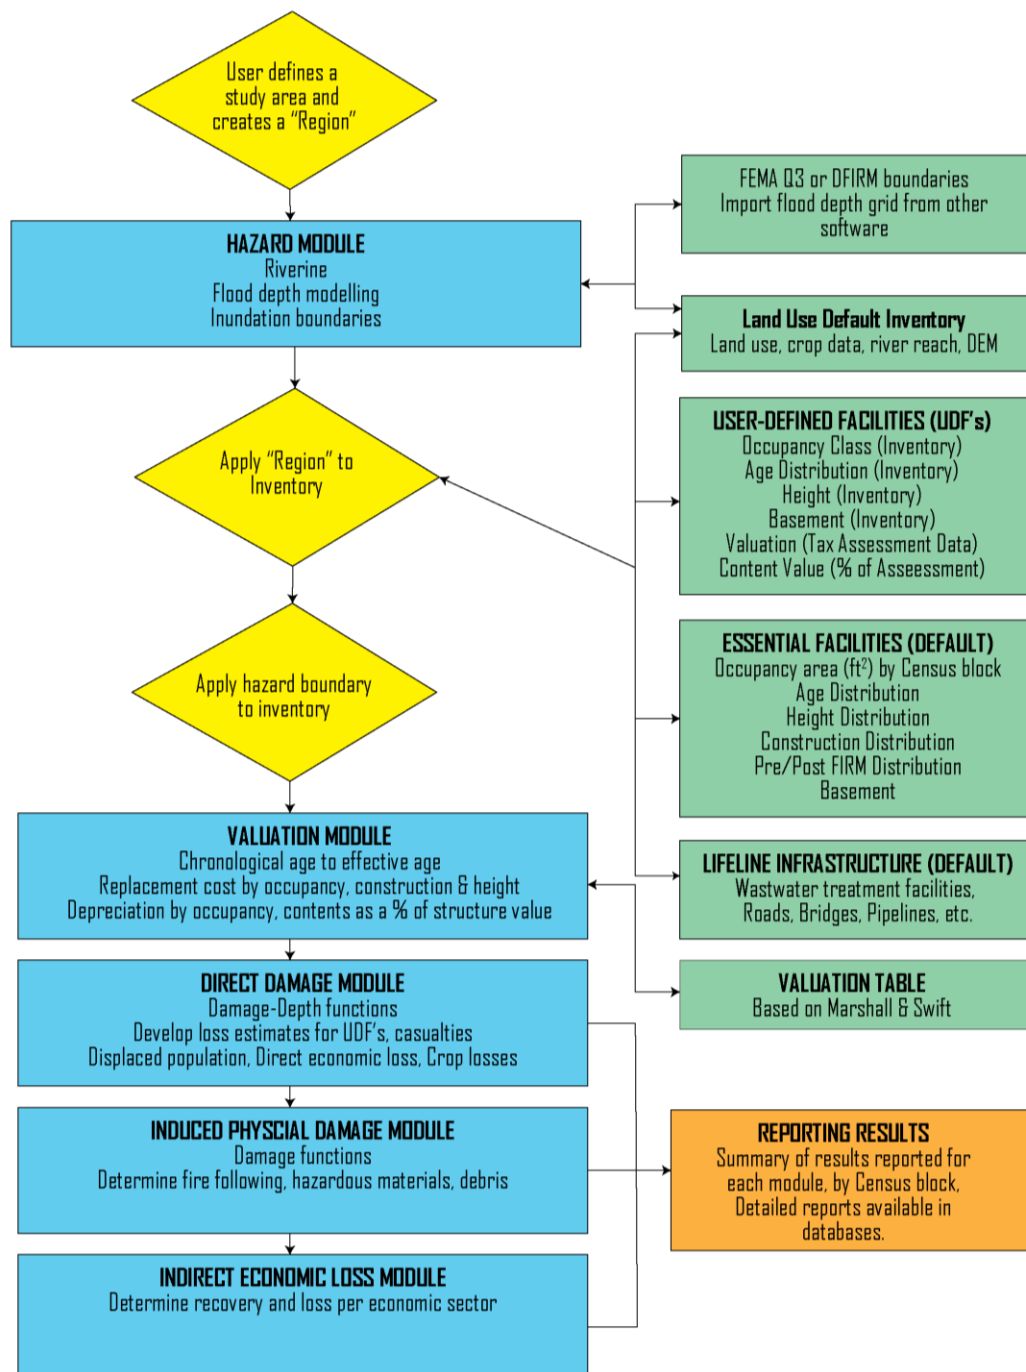 User defines a
study area and
creates a “Region”
HAZARD MODULE
Riverine
Flood depth modelling
Inundation boundaries
Apply “Region” to
Inventory
Apply hazard boundary
to inventory
VALUATION MODULE
Chronological age to effective age
Replacement cost by occupancy, construction & height
Depreciation by occupancy, contents as a % of structure value
DIRECT DAMAGE MODULE
Damage-Depth functions
Develop loss estimates for UDF's, casualties
Displaced population, Direct economic loss, Crop losses
INDUCED PHYSCIAL DAMAGE MODULE
Damage functions
Determine fire following, hazardous materials, debris
INDIRECT ECONOMIC LOSS MODULE
Determine recovery and loss per economic sector
FEMA Q3 or DFIRM boundaries
Import flood depth grid from other
software
Land Use Default Inventory
Land use, crop data, river reach, DEM
USER-DEFINED FACILITIES (UDF's)
Occupancy Class (Inventory)
Age Distribution (Inventory)
Height (Inventory)
Basement (Inventory)
Valuation (Tax Assessment Data)
Content Value (% of Asseessment)
ESSENTIAL FACILITIES (DEFAULT)
Occupancy area (ft²) by Census block
Age Distribution
Height Distribution
Construction Distribution
Pre/Post FIRM Distribution
Basement
LIFELINE INFRASTRUCTURE (DEFAULT)
Wastwater treatment facilities,
Roads, Bridges, Pipelines, etc.
VALUATION TABLE
Based on Marshall & Swift
REPORTING RESULTS
Summary of results reported for
each module, by Census block,
Detailed reports available in
databases.